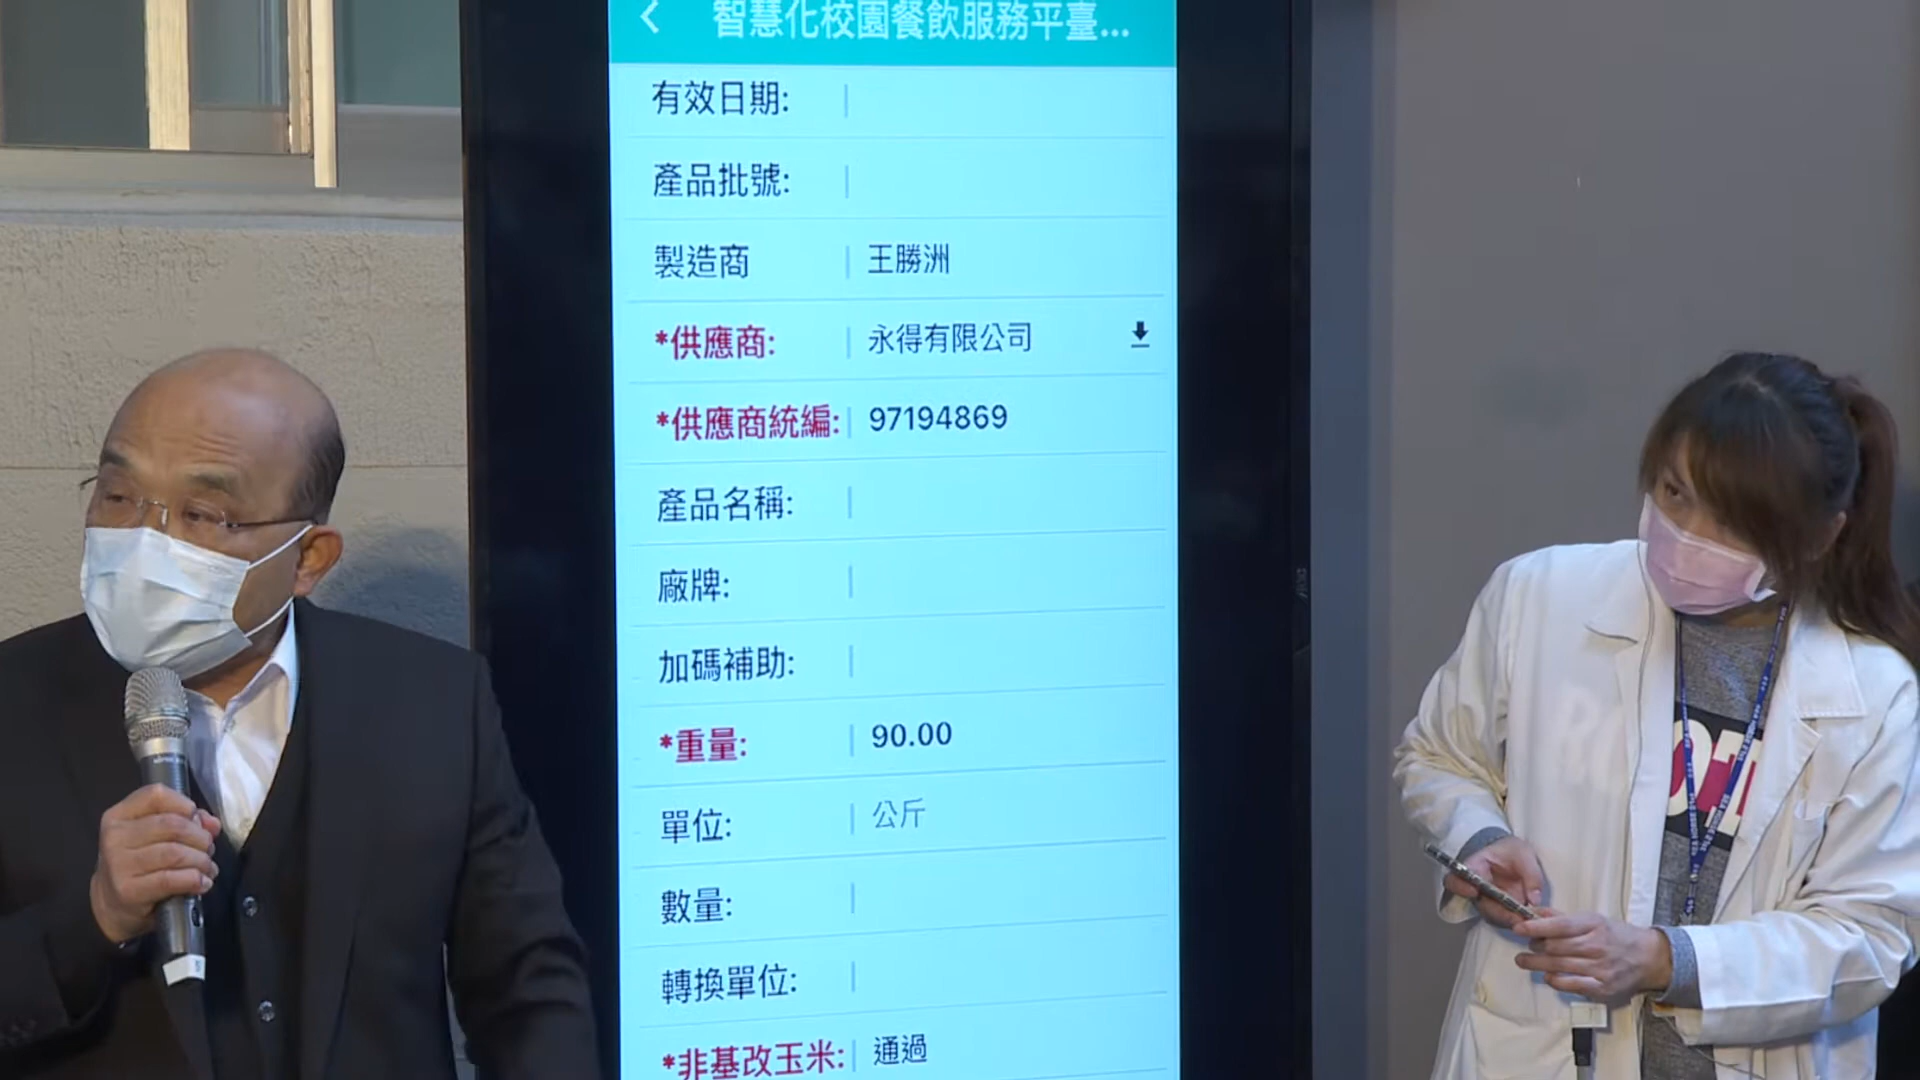 智慧化校園餐飲服務平臺...
有效日期:
產品批號:
製造商 王勝洲
*供應商: 永得有限公司
*供應商統編: 97194869
產品名稱:
廠牌:
加碼補助:
*重量: 90.00
單位: 公斤
數量:
轉換單位:
*非基改玉米: 通過